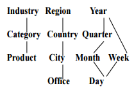 Industry Region Year
Category Country Quarter
Product City Month Week
Office Day